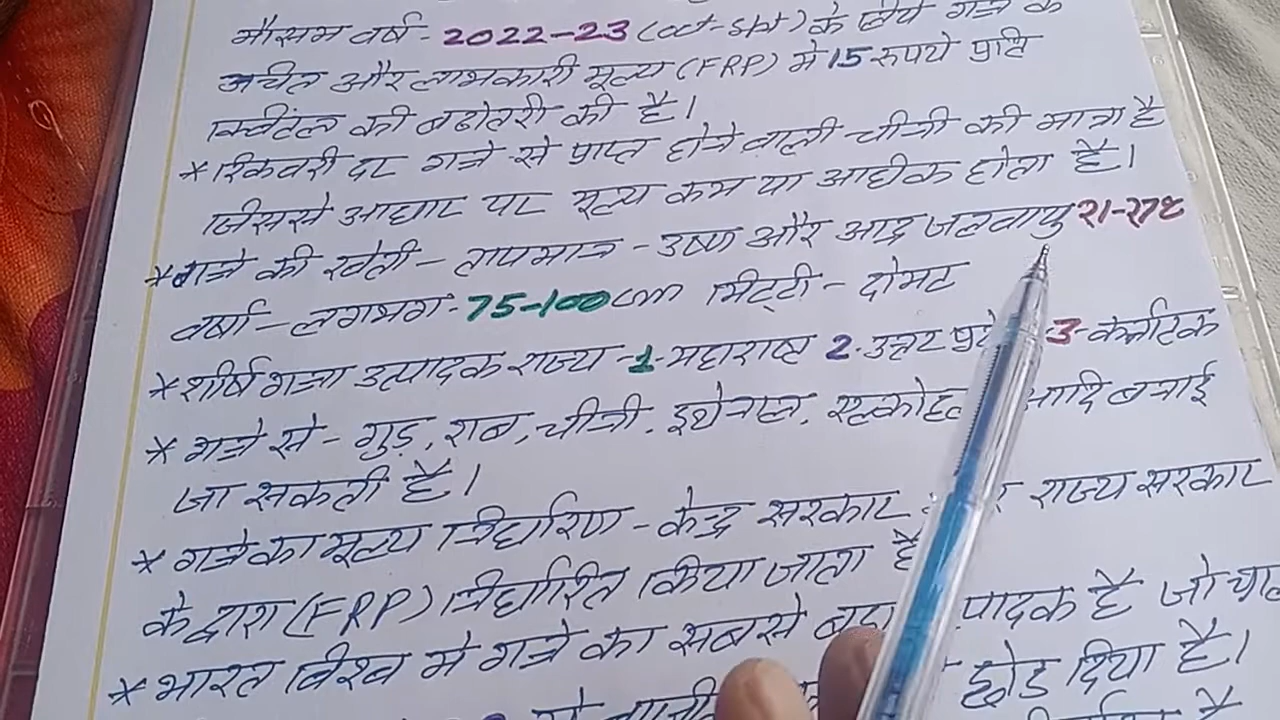 मौसम वर्ष - 2022-23 (oct-sht) के लिये गन्ने के
उचित और लाभकारी मूल्य (FRP) मे 15 रूपये प्रति
क्विंटल की बढोतरी की है।
* रिकवरी दर गन्ने से प्राप्त होने वाली चीनी की मात्रा है
जिससे आधार पर मूल्य कम या अधीक होता है।
* गन्ने की खेती - तापमान - उष्ण और आद्र जलवायु 21-27°c
वर्षा - लगभग - 75-100 cm मिट्टी - दोमट
* शीर्ष गन्ना उत्पादक राज्य - 1- महाराष्ट 2. उत्तर 3- कर्नाटक
* गन्ने से - गुड़, राब, चीनी, इथेनाल, आदि बनाई
जा सकती है।
* गन्ने का मूल्य निर्धारण - केन्द्र सरकार राज्य सरकार
के द्वारा (FRP) निर्धारित किया जाता है
* भारत विश्व मे गन्ने का सबसे बडा पादक है जो
छोड दिया है।